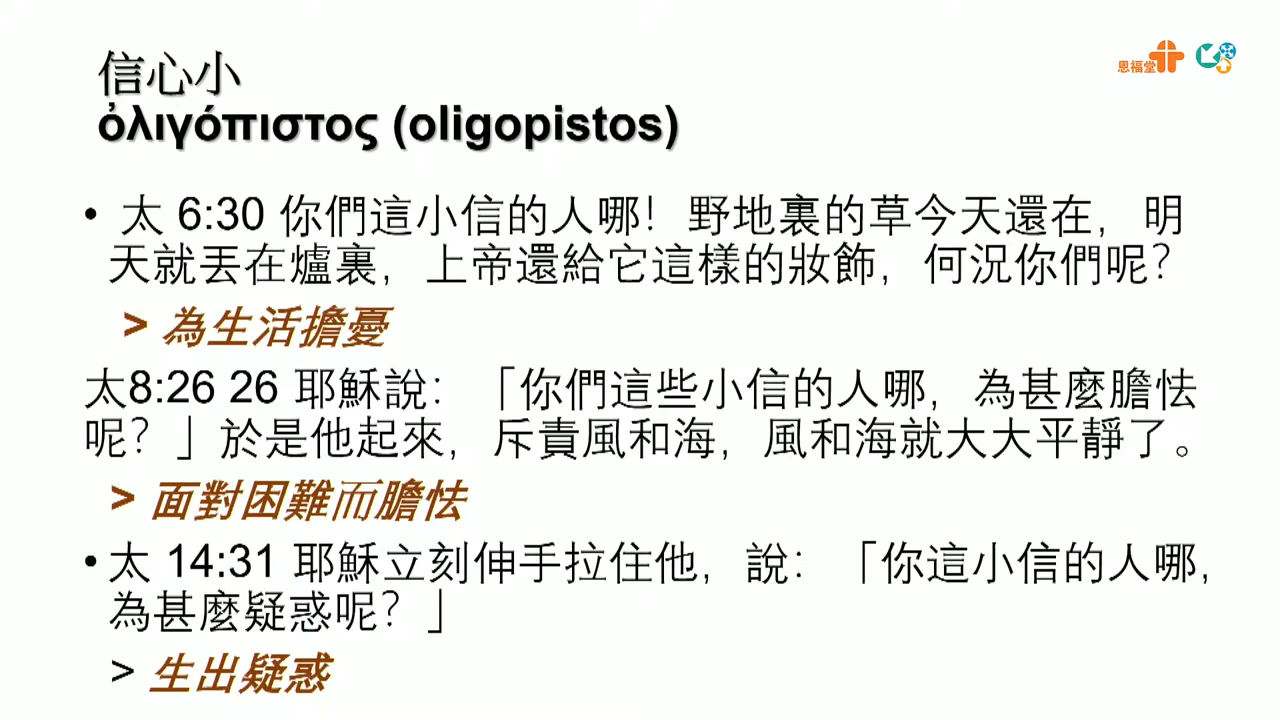 信心小
恩福堂
ὀλιγόπιστος (oligopistos)
• 太 6:30 你們這小信的人哪！野地裏的草今天還在，明
天就丟在爐裏，上帝還給它這樣的妝飾，何況你們呢？
> 為生活擔憂
太8:26 26 耶穌說：「你們這些小信的人哪，為甚麼膽怯
呢？」於是他起來，斥責風和海，風和海就大大平靜了。
> 面對困難而膽怯
• 太 14:31 耶穌立刻伸手拉住他，說：「你這小信的人哪，
為甚麼疑惑呢？」
> 生出疑惑